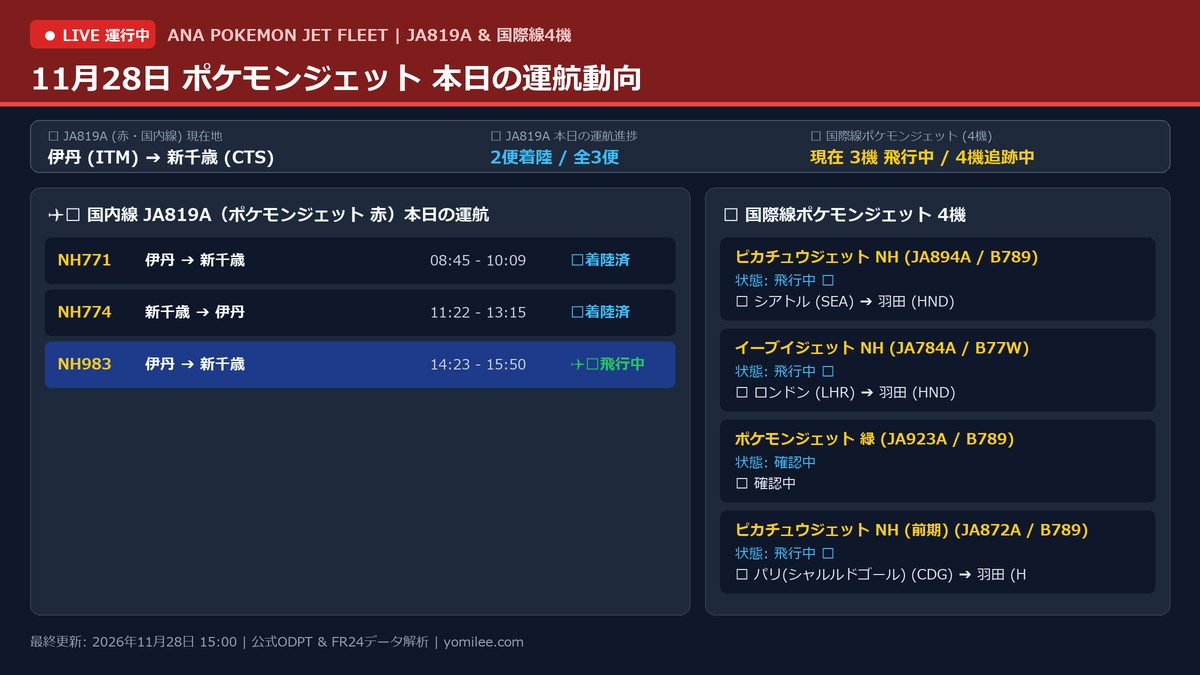 ● LIVE 運行中 ANA POKEMON JET FLEET | JA819A & 国際線4機
11月28日 ポケモンジェット 本日の運航動向
□ JA819A (赤・国内線) 現在地
伊丹 (ITM) → 新千歳 (CTS)
□ JA819A 本日の運航進捗
2便着陸 / 全3便
□ 国際線ポケモンジェット (4機)
現在 3機 飛行中 / 4機追跡中
✈□ 国内線 JA819A（ポケモンジェット 赤）本日の運航
NH771 伊丹 → 新千歳 08:45 - 10:09 □着陸済
NH774 新千歳 → 伊丹 11:22 - 13:15 □着陸済
NH983 伊丹 → 新千歳 14:23 - 15:50 ✈□飛行中
□ 国際線ポケモンジェット 4機
ピカチュウジェット NH (JA894A / B789)
状態: 飛行中 □
□ シアトル (SEA) → 羽田 (HND)
イーブイジェット NH (JA784A / B77W)
状態: 飛行中 □
□ ロンドン (LHR) → 羽田 (HND)
ポケモンジェット 緑 (JA923A / B789)
状態: 確認中
□ 確認中
ピカチュウジェット NH (前期) (JA872A / B789)
状態: 飛行中 □
□ パリ(シャルルドゴール) (CDG) → 羽田 (H
最終更新: 2026年11月28日 15:00 | 公式ODPT & FR24データ解析 | yomilee.com